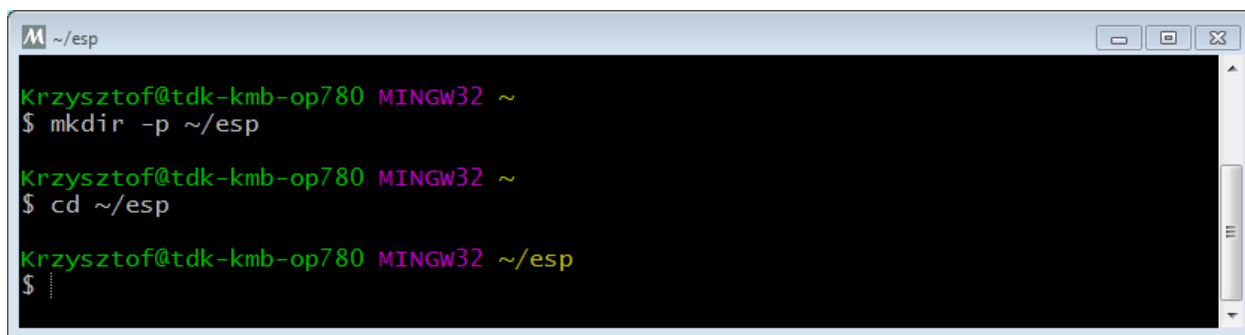 ~/esp
Krzysztof@tdk-kmb-op780 MINGW32 ~
$ mkdir -p ~/esp
Krzysztof@tdk-kmb-op780 MINGW32 ~
$ cd ~/esp
Krzysztof@tdk-kmb-op780 MINGW32 ~/esp
$